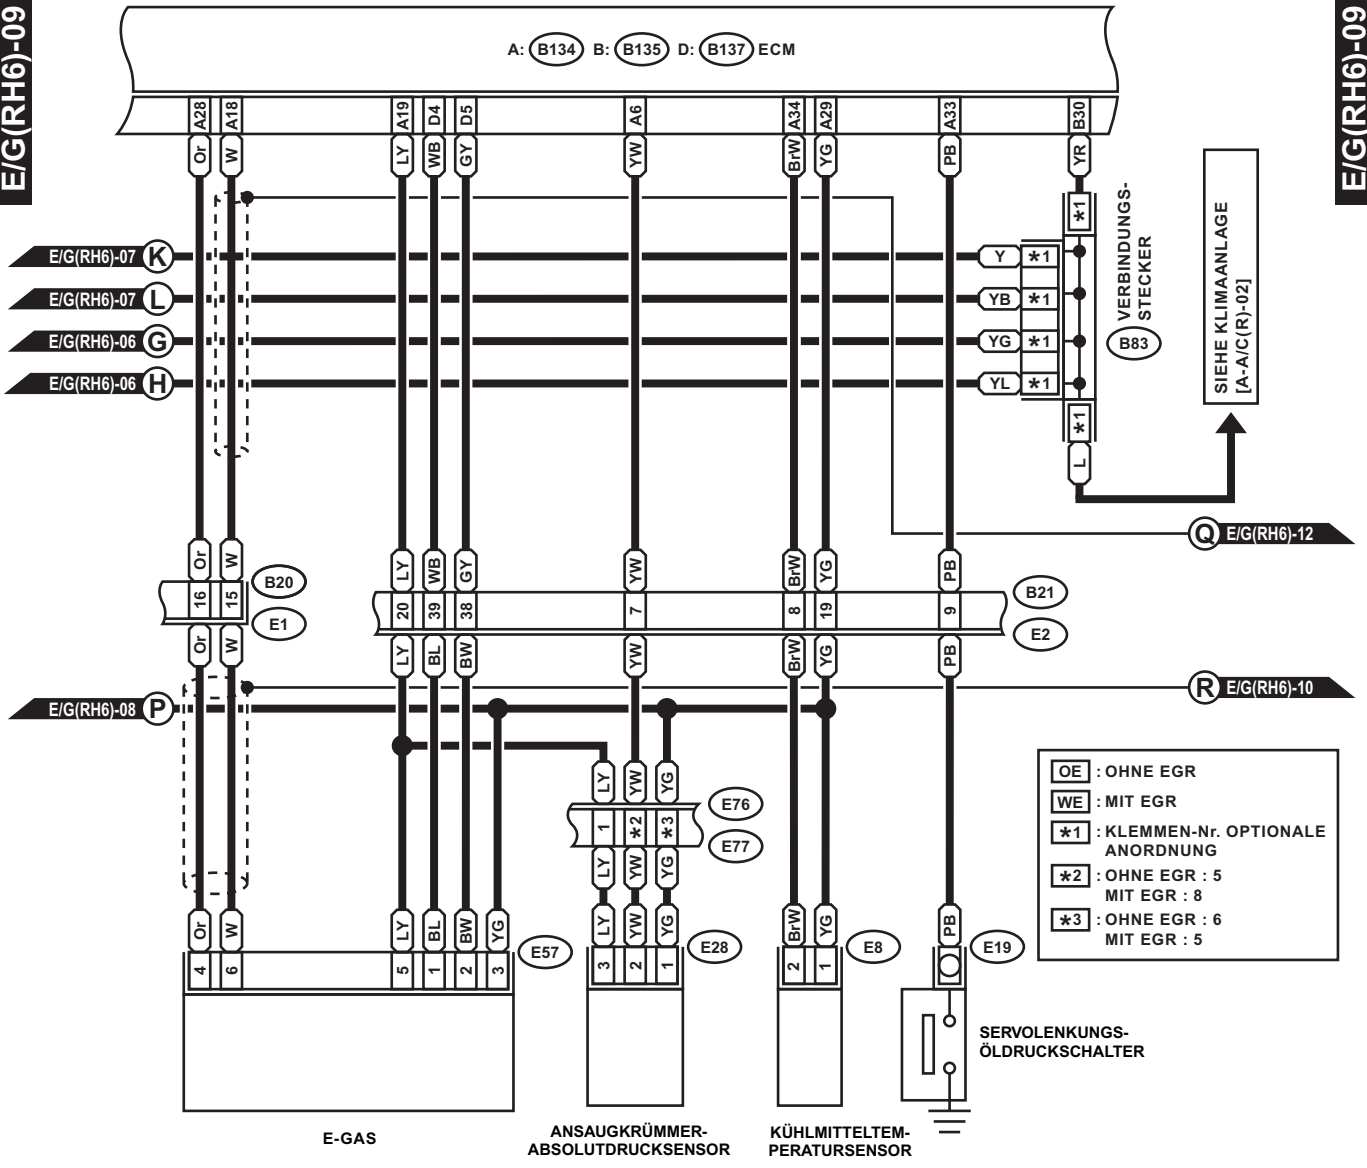 E/G(RH6)-09
E/G(RH6)-09
A: B134 B: B135 D: B137 ECM
A28 A18 A19 D4 D5 A6 A34 A29 A33 B30
Or W LY WB GY YW BrW YG PB YR
*1
VERBINDUNGS-
STECKER
B83
SIEHE KLIMAANLAGE
[A-A/C(R)-02]
E/G(RH6)-07 K Y *1
E/G(RH6)-07 L YB *1
E/G(RH6)-06 G YG *1
E/G(RH6)-06 H YL *1
*1
L
Q E/G(RH6)-12
Or W LY WB GY YW BrW YG PB
16 15 B20 20 39 38 7 8 19 9 B21
E1 E2
Or W LY BL BW YW BrW YG PB
R E/G(RH6)-10
E/G(RH6)-08 P
LY YW YG
E76
1 *2 *3
E77
LY YW YG
OE : OHNE EGR
WE : MIT EGR
*1 : KLEMMEN-Nr. OPTIONALE
ANORDNUNG
*2 : OHNE EGR : 5
MIT EGR : 8
*3 : OHNE EGR : 6
MIT EGR : 5
Or W LY BL BW YG LY YW YG BrW YG PB
4 6 5 1 2 3 E57 3 2 1 E28 2 1 E8 E19
SERVOLENKUNGS-
ÖLDRUCKSCHALTER
E-GAS
ANSAUGKRÜMMER-
ABSOLUTDRUCKSENSOR
KÜHLMITTELTEM-
PERATURSENSOR